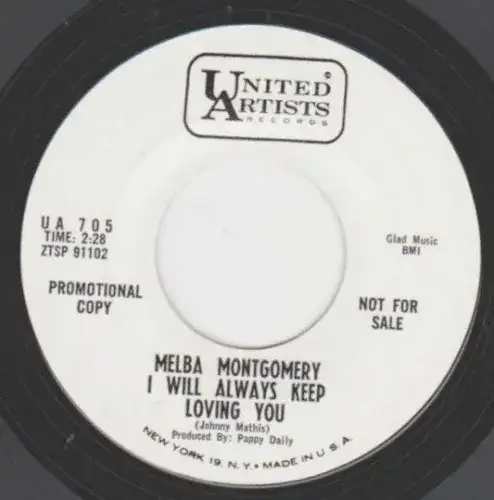 UNITED
ARTISTS
RECORDS
®
UA 705
TIME: 2:28
ZTSP 91102
Glad Music
BMI
PROMOTIONAL
COPY
NOT FOR
SALE
MELBA MONTGOMERY
I WILL ALWAYS KEEP
LOVING YOU
(Johnny Mathis)
Produced By: Pappy Daily
NEW YORK 19, N.Y. • MADE IN U.S.A.